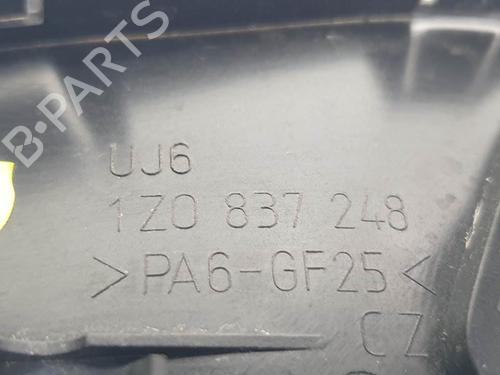 B-PARTS
UJ6
1Z0 837 248
>PA6-GF25<
CZ